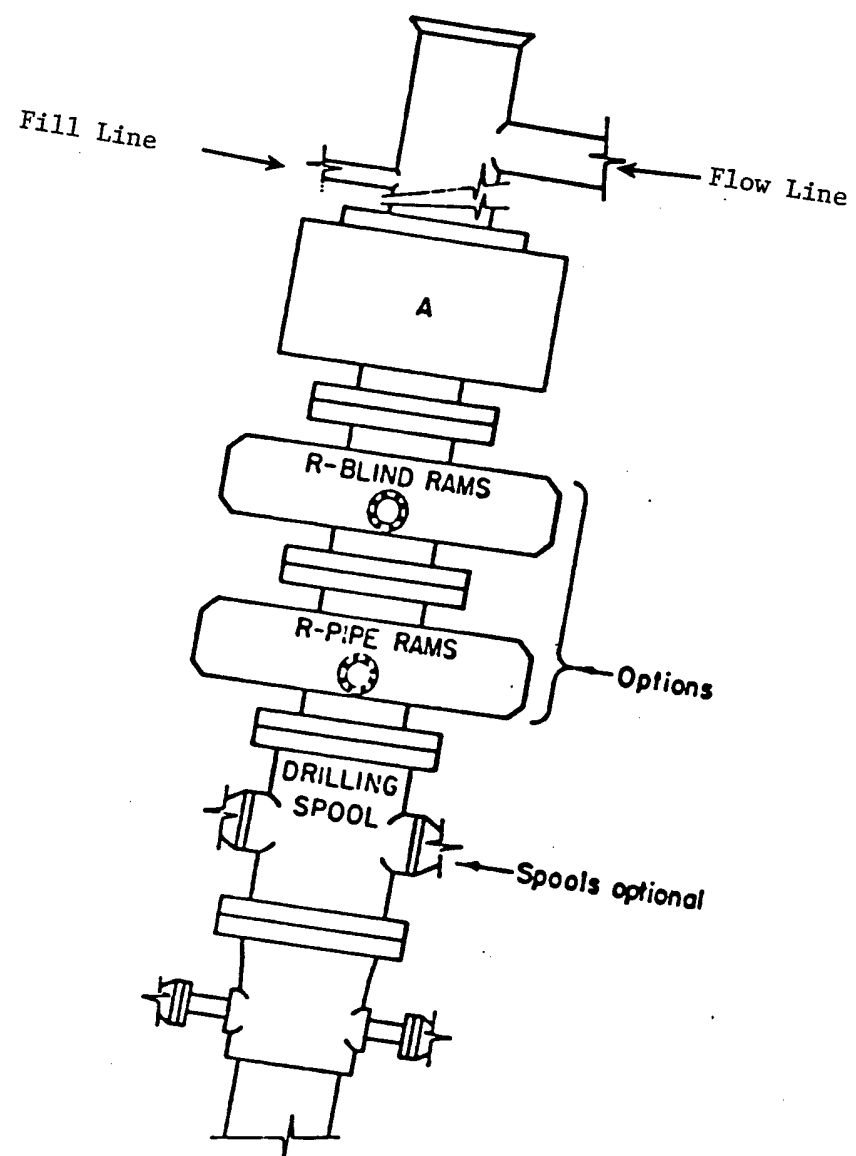 Fill Line
Flow Line
A
R-BLIND RAMS
R-PIPE RAMS
Options
DRILLING
SPOOL
Spools optional